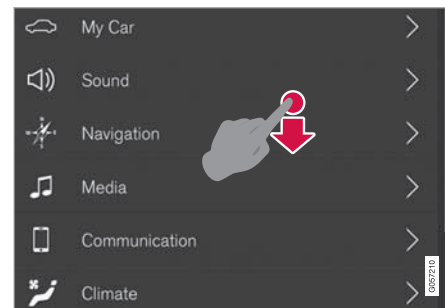 My Car
Sound
Navigation
Media
Communication
Climate
G057210